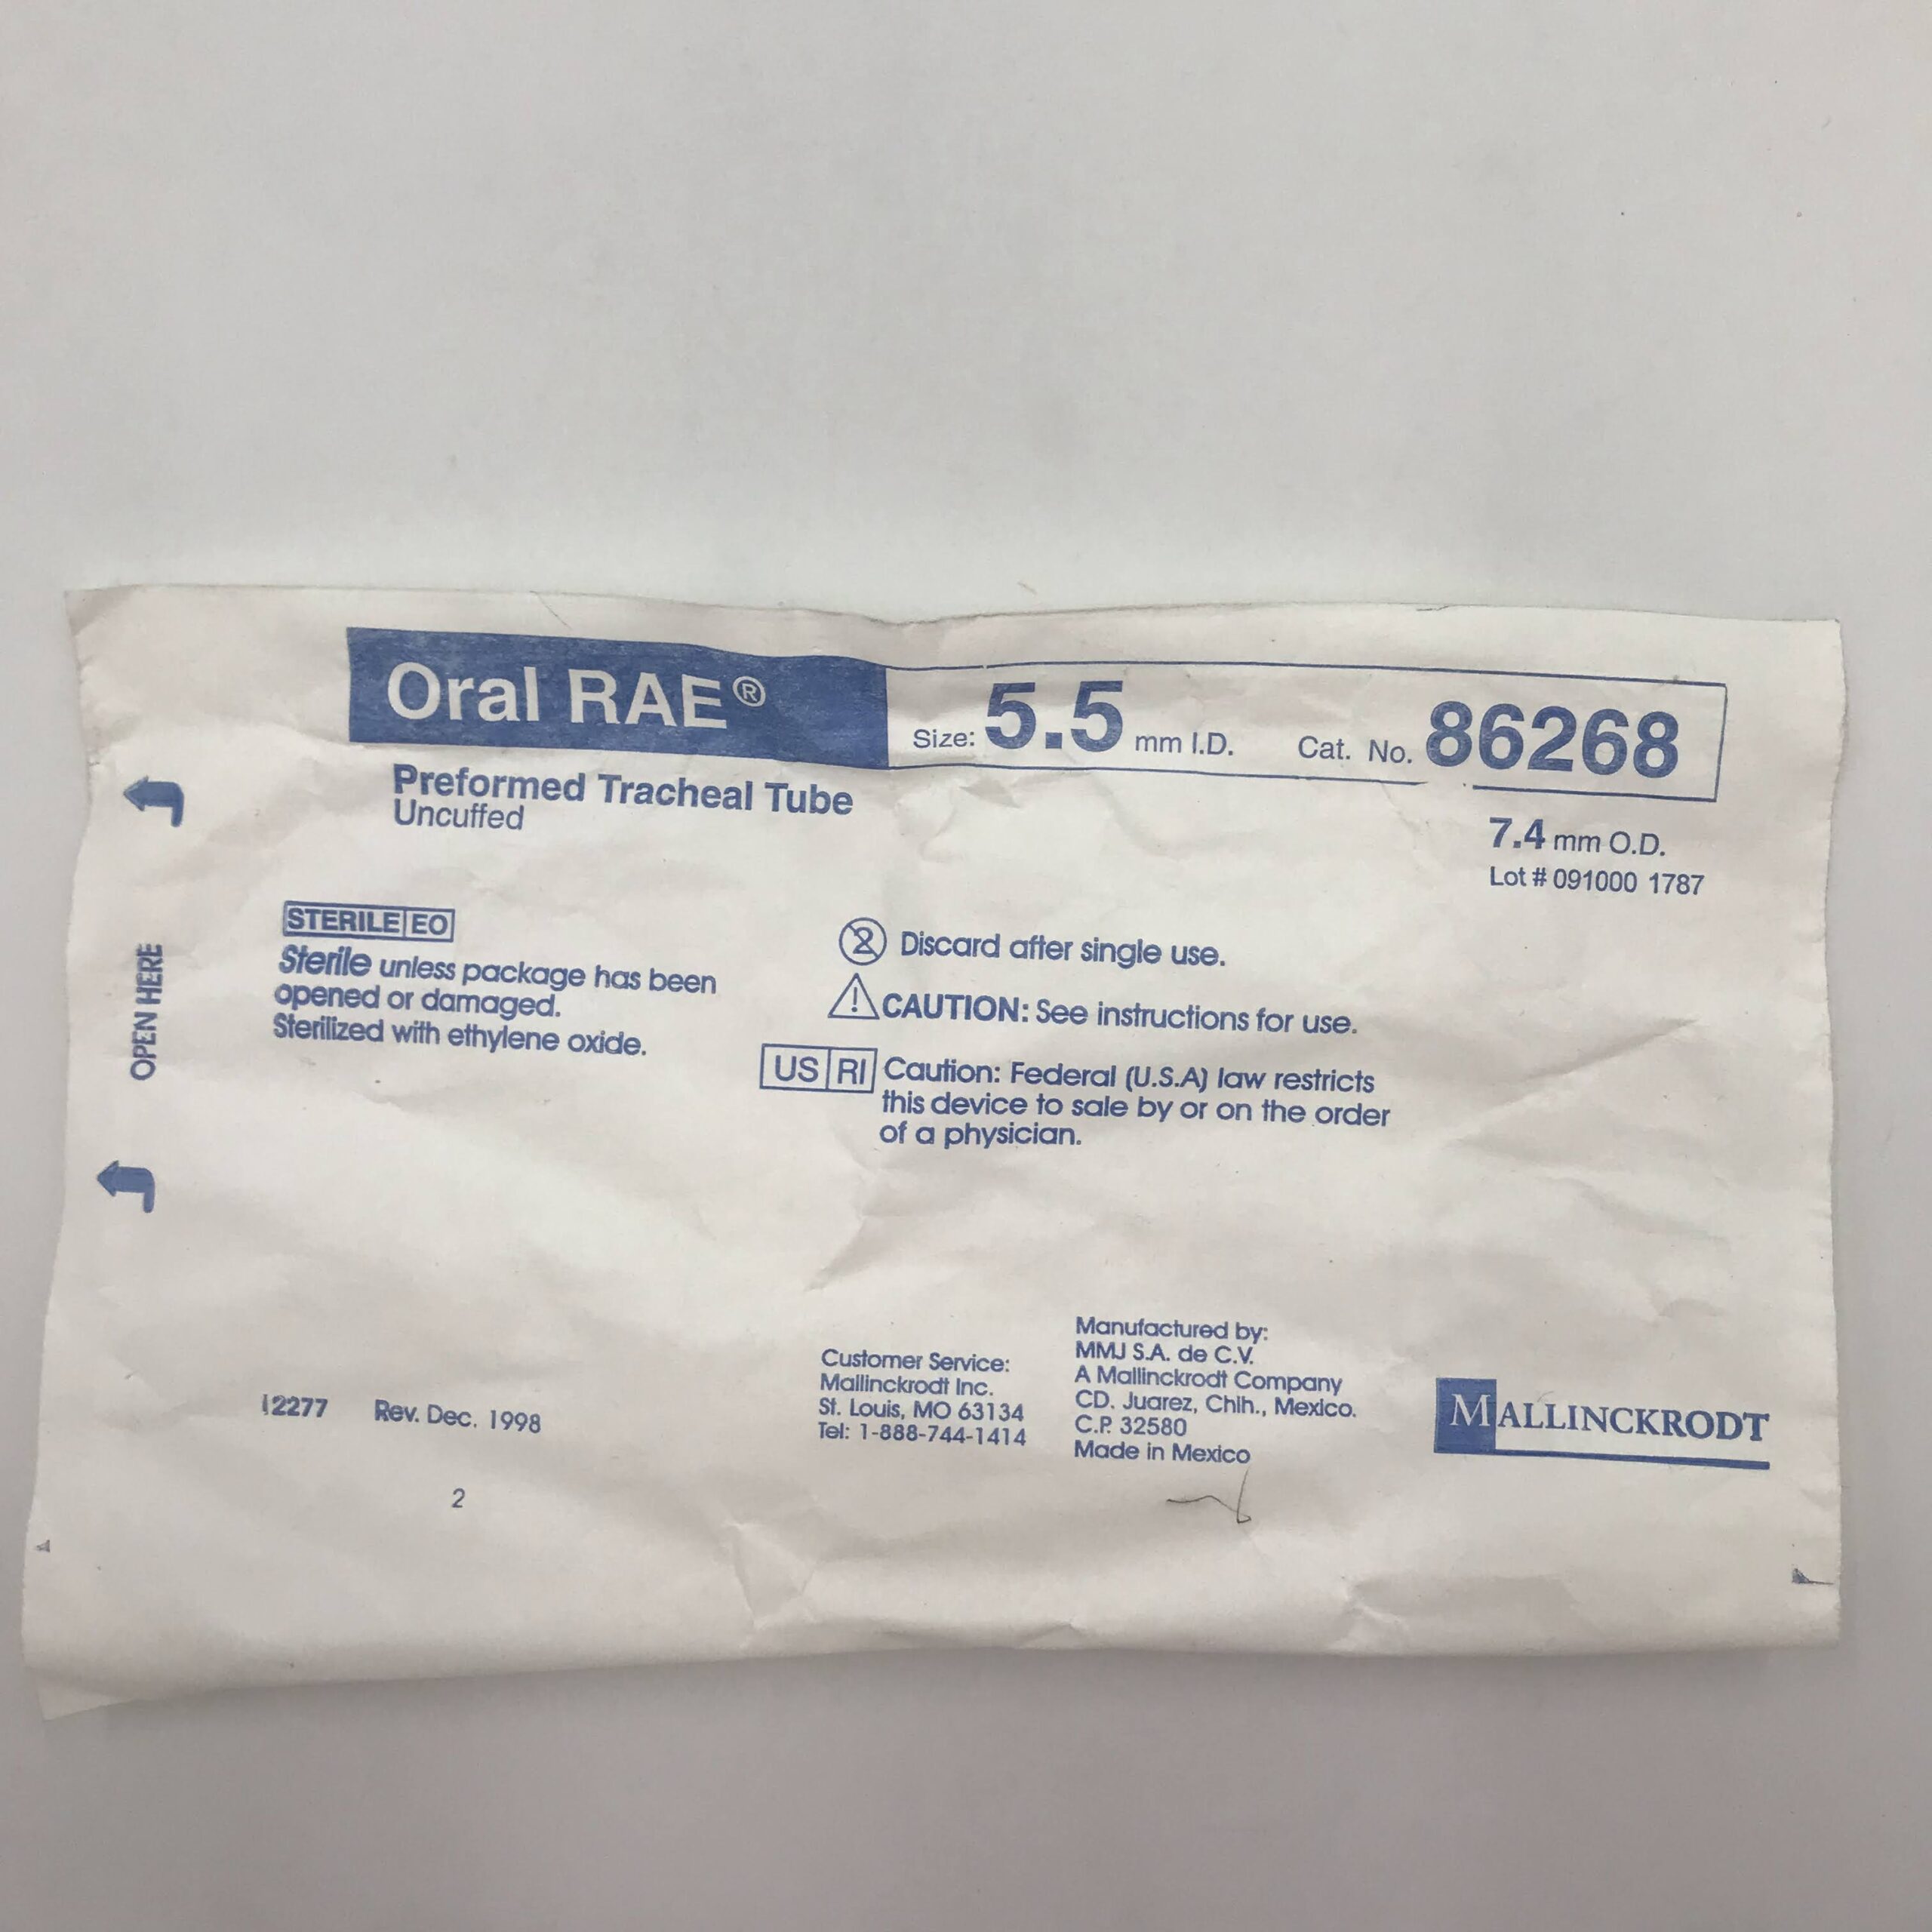 Oral RAE®
Size: 5.5 mm I.D. Cat. No. 86268
Preformed Tracheal Tube
Uncuffed
7.4 mm O.D.
Lot # 091000 1787
OPEN HERE
STERILE EO
Sterile unless package has been
opened or damaged.
Sterilized with ethylene oxide.
2 Discard after single use.
! CAUTION: See instructions for use.
US RI Caution: Federal (U.S.A) law restricts
this device to sale by or on the order
of a physician.
12277 Rev. Dec. 1998
2
Customer Service:
Mallinckrodt Inc.
St. Louis, MO 63134
Tel: 1-888-744-1414
Manufactured by:
MMJ S.A. de C.V.
A Mallinckrodt Company
CD. Juarez, Chih., Mexico.
C.P. 32580
Made in Mexico
MALLINCKRODT